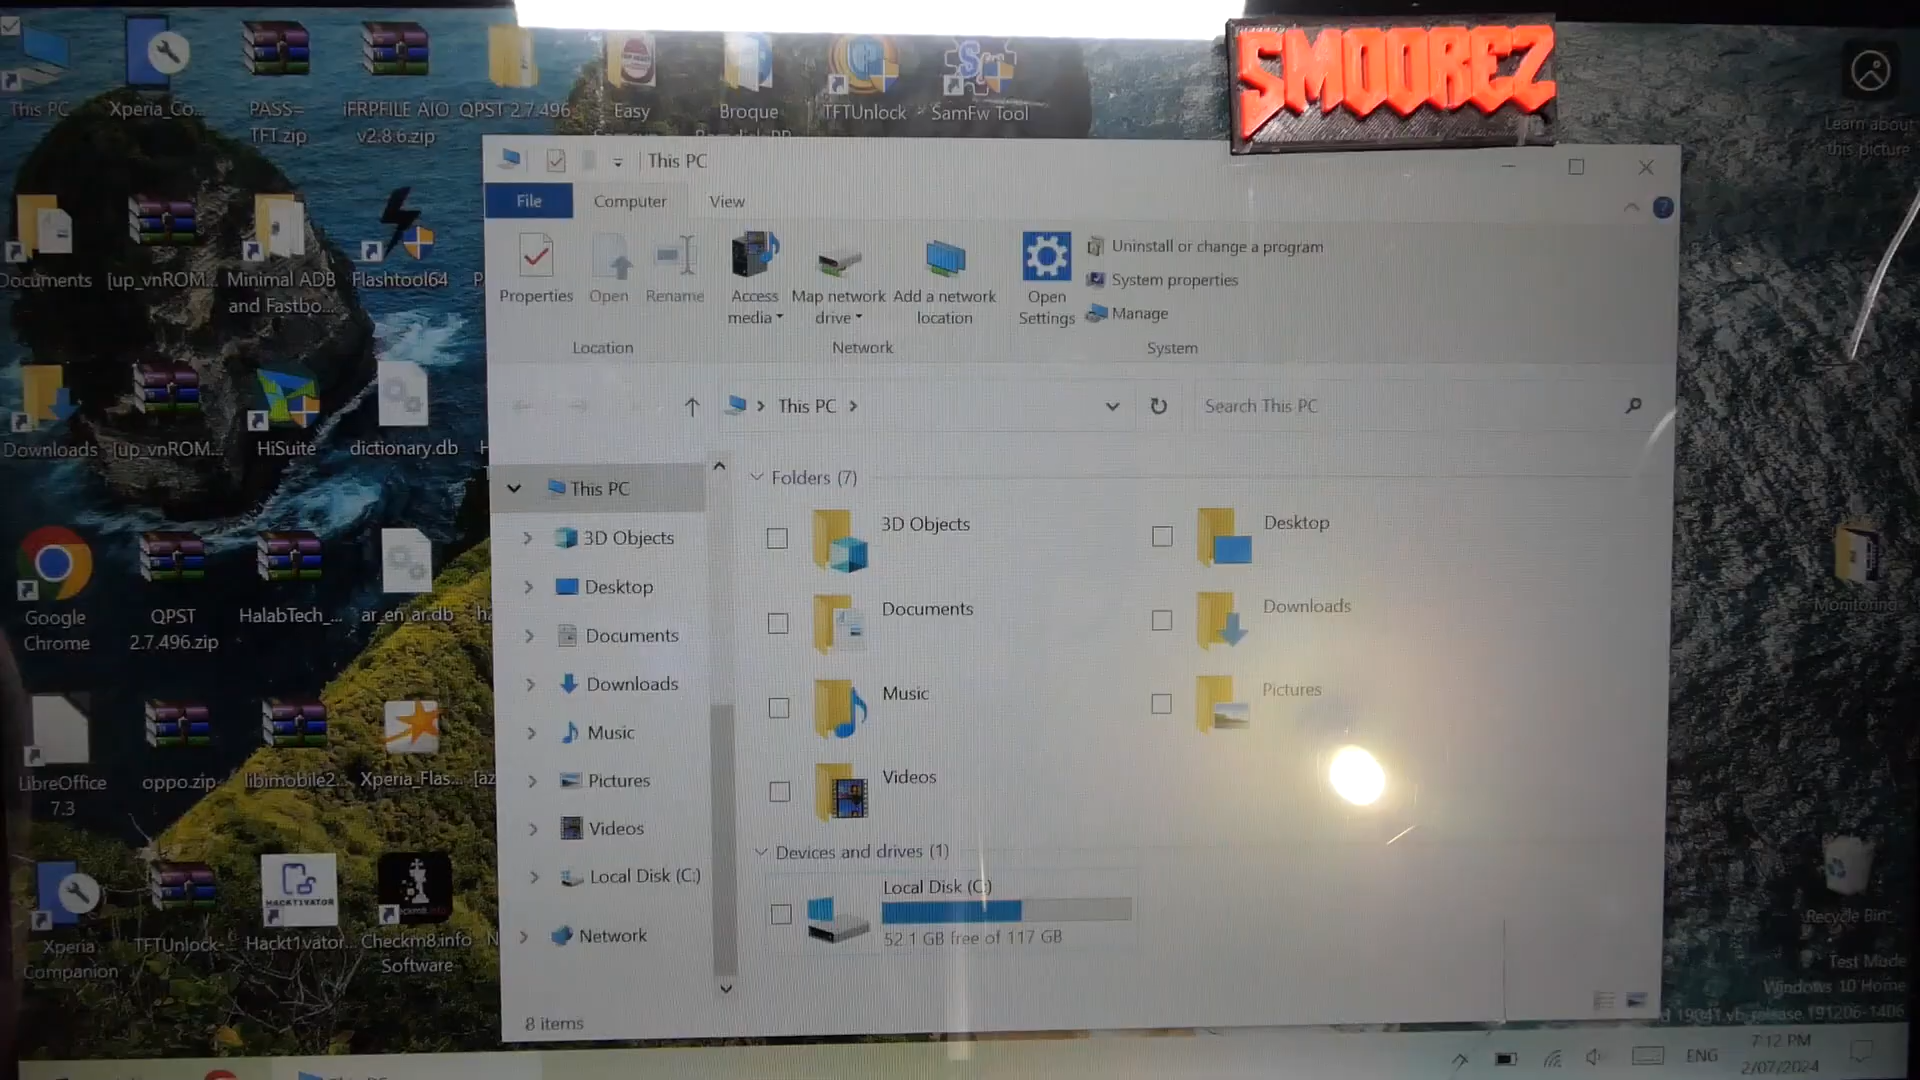 SMOOREZ
This PC
Xperia_Co...
PASS=
TFT.zip
iFRPFILE AIO
v2.8.6.zip
QPST 2.7.496
Easy
Broque
TFTUnlock -
SamFw Tool
Learn about
this picture
Documents
[up_vnROM...
Minimal ADB
and Fastbo...
Flashtool64
Downloads
[up_vnROM...
HiSuite
dictionary.db
Google
Chrome
QPST
2.7.496.zip
HalabTech_...
ar_en_ar.db
LibreOffice
7.3
oppo.zip
libimobile2...
Xperia_Flas...
[az
Xperia
Companion
TFTUnlock-...
HACKT1VATOR
Hackt1vator...
Checkm8.info
Software
Monitoring
Recycle Bin
This PC
File
Computer
View
Properties
Open
Rename
Location
Access
media
Map network
drive
Add a network
location
Network
Open
Settings
Uninstall or change a program
System properties
Manage
System
This PC
Search This PC
This PC
3D Objects
Desktop
Documents
Downloads
Music
Pictures
Videos
Local Disk (C:)
Network
Folders (7)
3D Objects
Desktop
Documents
Downloads
Music
Pictures
Videos
Devices and drives (1)
Local Disk (C:)
52.1 GB free of 117 GB
8 items
Test Mode
Windows 10 Home
19041.vb_release.191206-1406
ENG
7:12 PM
2/07/2024